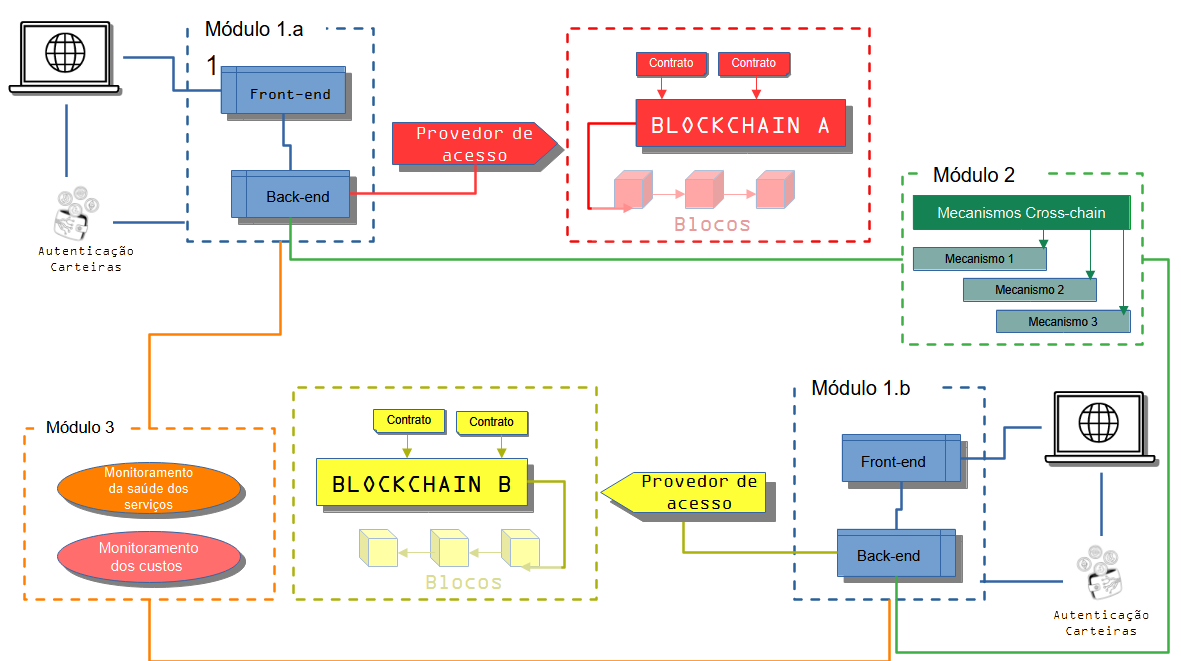 Módulo 1.a
1
Front-end
Back-end
Autenticação
Carteiras
Provedor de
acesso
Contrato
Contrato
BLOCKCHAIN A
Blocos
Módulo 2
Mecanismos Cross-chain
Mecanismo 1
Mecanismo 2
Mecanismo 3
Módulo 3
Monitoramento
da saúde dos
serviços
Monitoramento
dos custos
Contrato
Contrato
BLOCKCHAIN B
Blocos
Provedor de
acesso
Módulo 1.b
Front-end
Back-end
Autenticação
Carteiras